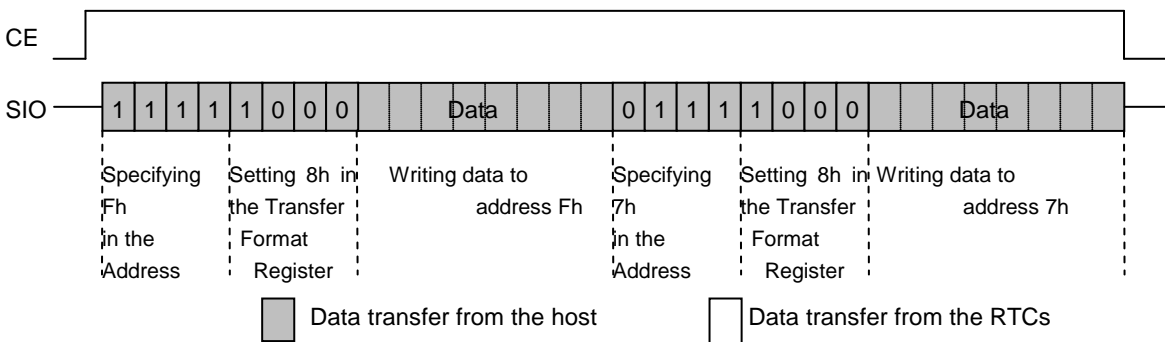 CE
SIO 1 1 1 1 1 0 0 0 Data 0 1 1 1 1 0 0 0 Data
Specifying Setting 8h in Writing data to Specifying Setting 8h in Writing data to
Fh the Transfer address Fh 7h the Transfer address 7h
in the Format in the Format
Address Register Address Register
Data transfer from the host Data transfer from the RTCs